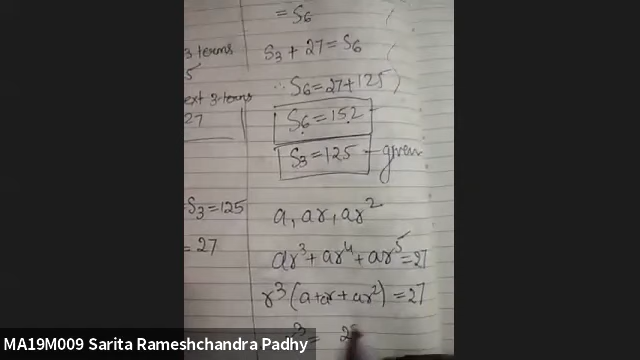 = S₆
3 terms
S₃ + 27 = S₆
5
∴ S₆ = 27 + 125
ext 3 terms
27
S₆ = 152
S₃ = 125 – given
S₃ = 125
a, ar, ar²
= 27
ar³ + ar⁴ + ar⁵ = 27
r³ (a + ar + ar²) = 27
MA19M009 Sarita Rameshchandra Padhy